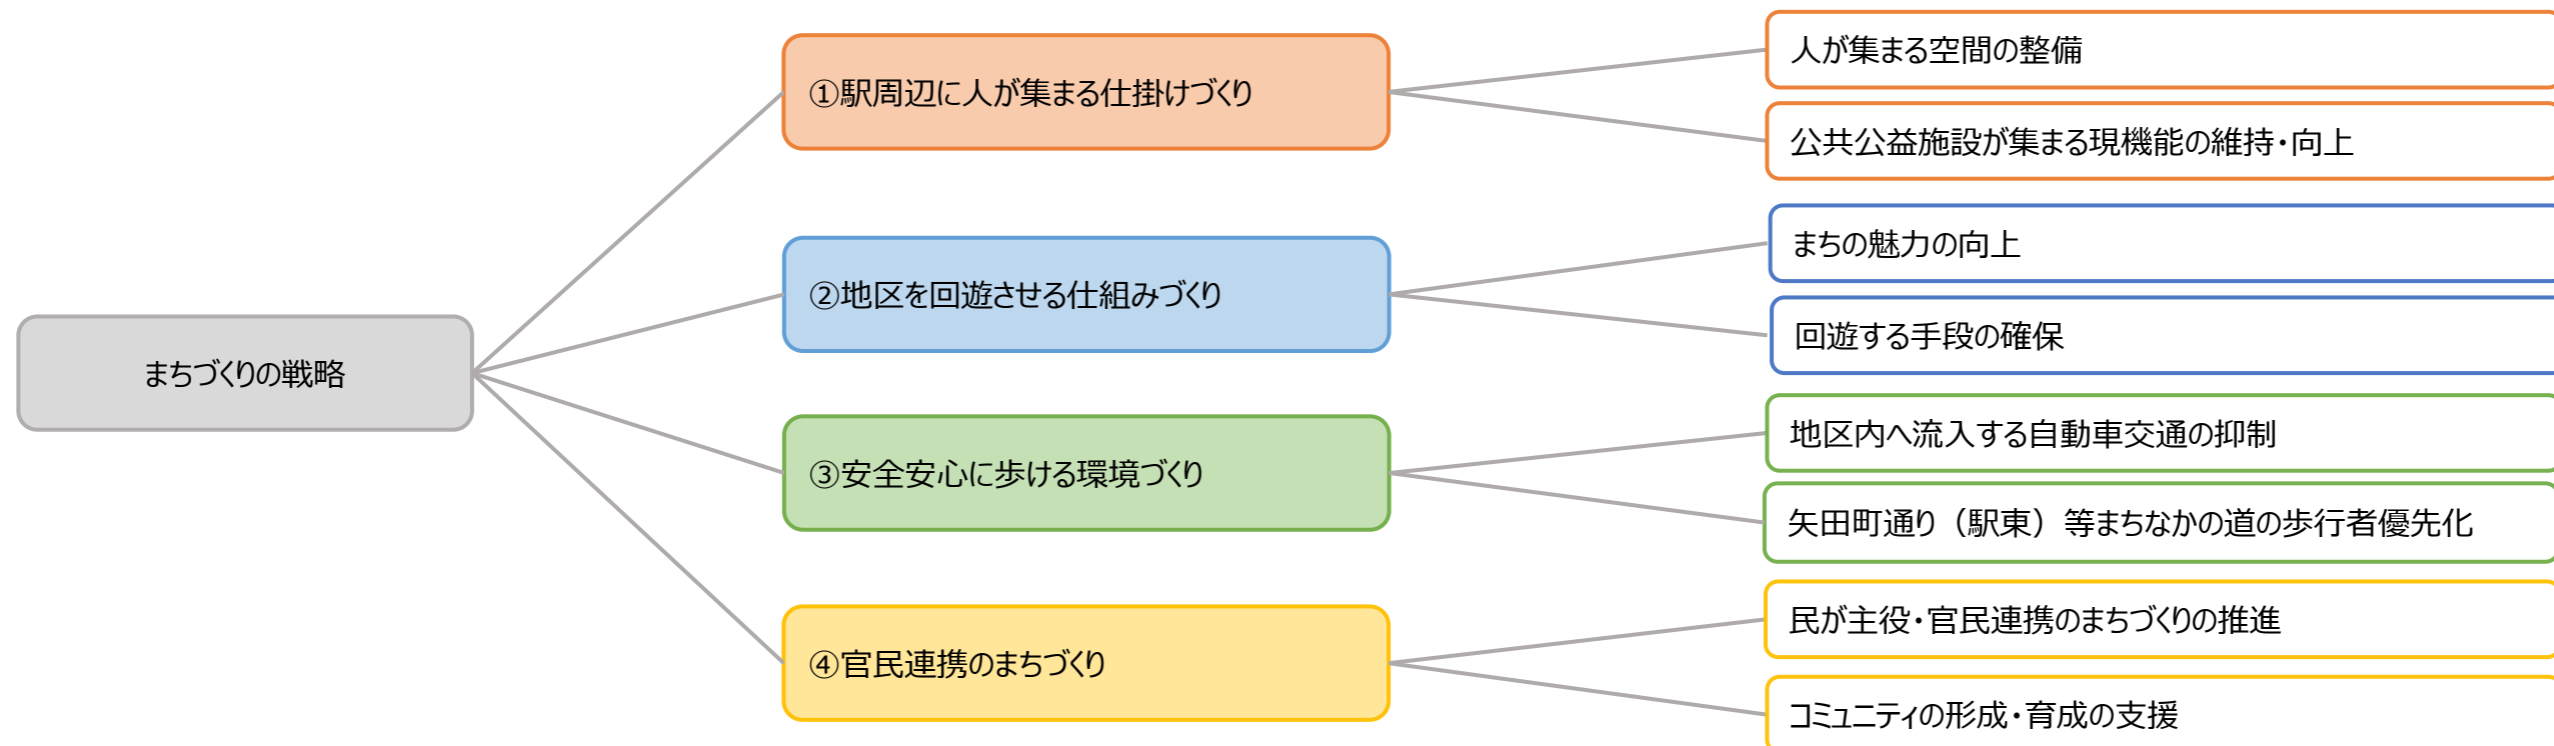 まちづくりの戦略
①駅周辺に人が集まる仕掛けづくり
人が集まる空間の整備
公共公益施設が集まる現機能の維持・向上
②地区を回遊させる仕組みづくり
まちの魅力の向上
回遊する手段の確保
③安全安心に歩ける環境づくり
地区内へ流入する自動車交通の抑制
矢田町通り（駅東）等まちなかの道の歩行者優先化
④官民連携のまちづくり
民が主役・官民連携のまちづくりの推進
コミュニティの形成・育成の支援